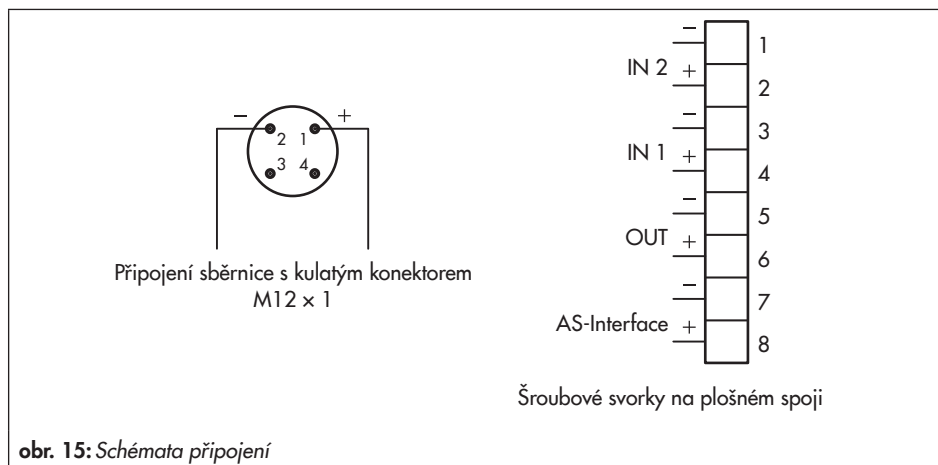 − +
2 1
3 4
Připojení sběrnice s kulatým konektorem
M12 × 1
− 1
IN 2 + 2
− 3
IN 1 + 4
− 5
OUT + 6
− 7
AS-Interface + 8
Šroubové svorky na plošném spoji
obr. 15: Schémata připojení